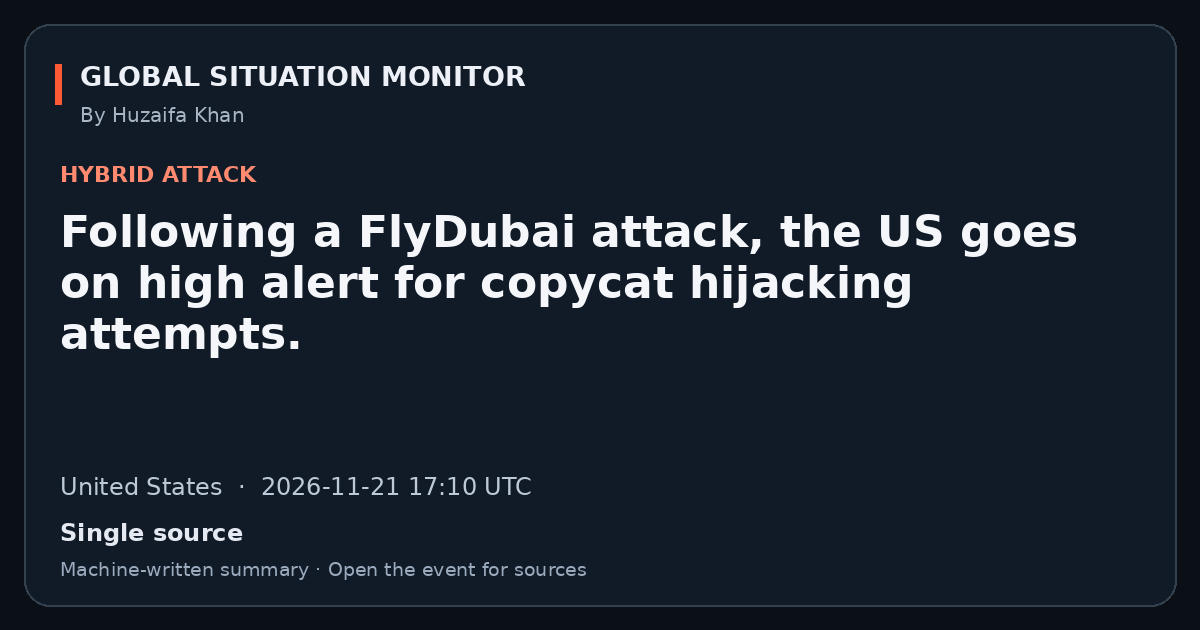 GLOBAL SITUATION MONITOR
By Huzaifa Khan
HYBRID ATTACK
Following a FlyDubai attack, the US goes
on high alert for copycat hijacking
attempts.
United States · 2026-11-21 17:10 UTC
Single source
Machine-written summary · Open the event for sources